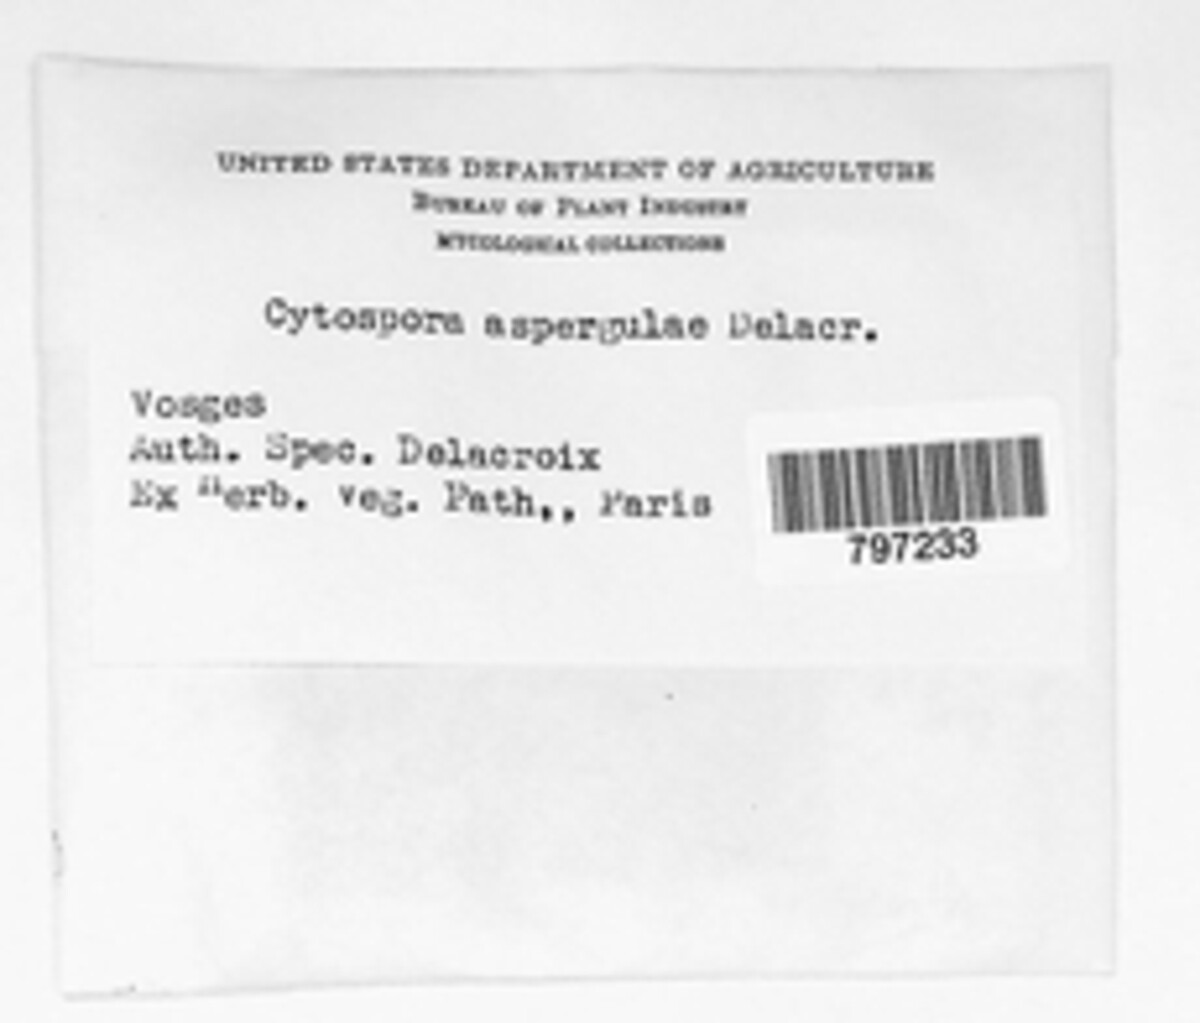 UNITED STATES DEPARTMENT OF AGRICULTURE
BUREAU OF PLANT INDUSTRY
MYCOLOGICAL COLLECTIONS
Cytospora aspergulae Delacr.
Vosges
Auth. Spec. Delacroix
Ex Herb. Veg. Path., , Paris
797233